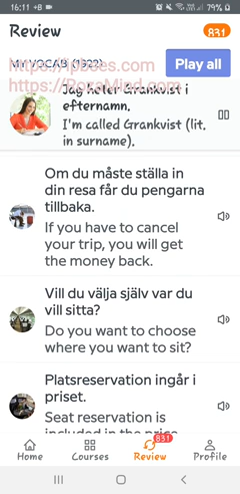 16:11 +8
79%
Review
831
MY VOCAB (1922)
Play all
https://iposes.com
https://PozaMind.com
Jag heter Grankvist i
efternamn.
I'm called Grankvist (lit.
in surname).
Om du måste ställa in
din resa får du pengarna
tillbaka.
If you have to cancel
your trip, you will get
the money back.
Vill du välja själv var du
vill sitta?
Do you want to choose
where you want to sit?
Platsreservation ingår i
priset.
Seat reservation is
included in the price.
831
Home Courses Review Profile